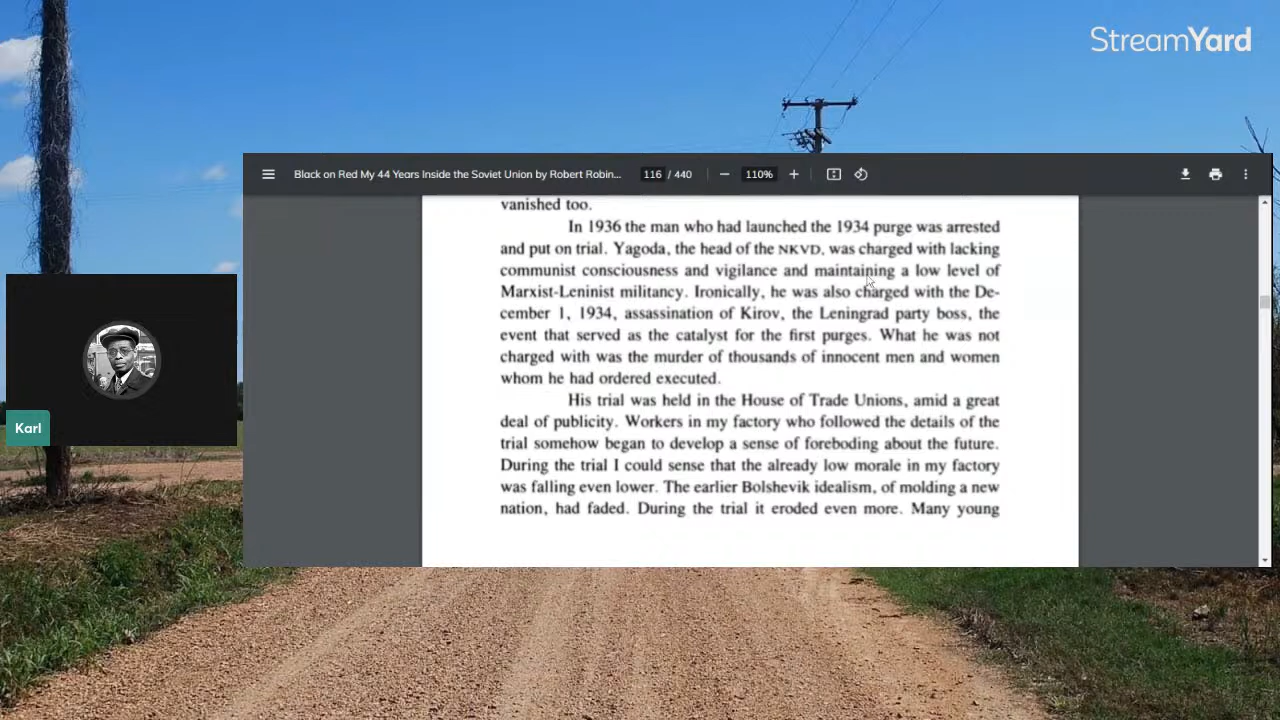 StreamYard
Black on Red My 44 Years Inside the Soviet Union by Robert Robin...
116 / 440
110%
vanished too.
In 1936 the man who had launched the 1934 purge was arrested
and put on trial. Yagoda, the head of the NKVD, was charged with lacking
communist consciousness and vigilance and maintaining a low level of
Marxist-Leninist militancy. Ironically, he was also charged with the De-
cember 1, 1934, assassination of Kirov, the Leningrad party boss, the
event that served as the catalyst for the first purges. What he was not
charged with was the murder of thousands of innocent men and women
whom he had ordered executed.
His trial was held in the House of Trade Unions, amid a great
deal of publicity. Workers in my factory who followed the details of the
trial somehow began to develop a sense of foreboding about the future.
During the trial I could sense that the already low morale in my factory
was falling even lower. The earlier Bolshevik idealism, of molding a new
nation, had faded. During the trial it eroded even more. Many young
Karl